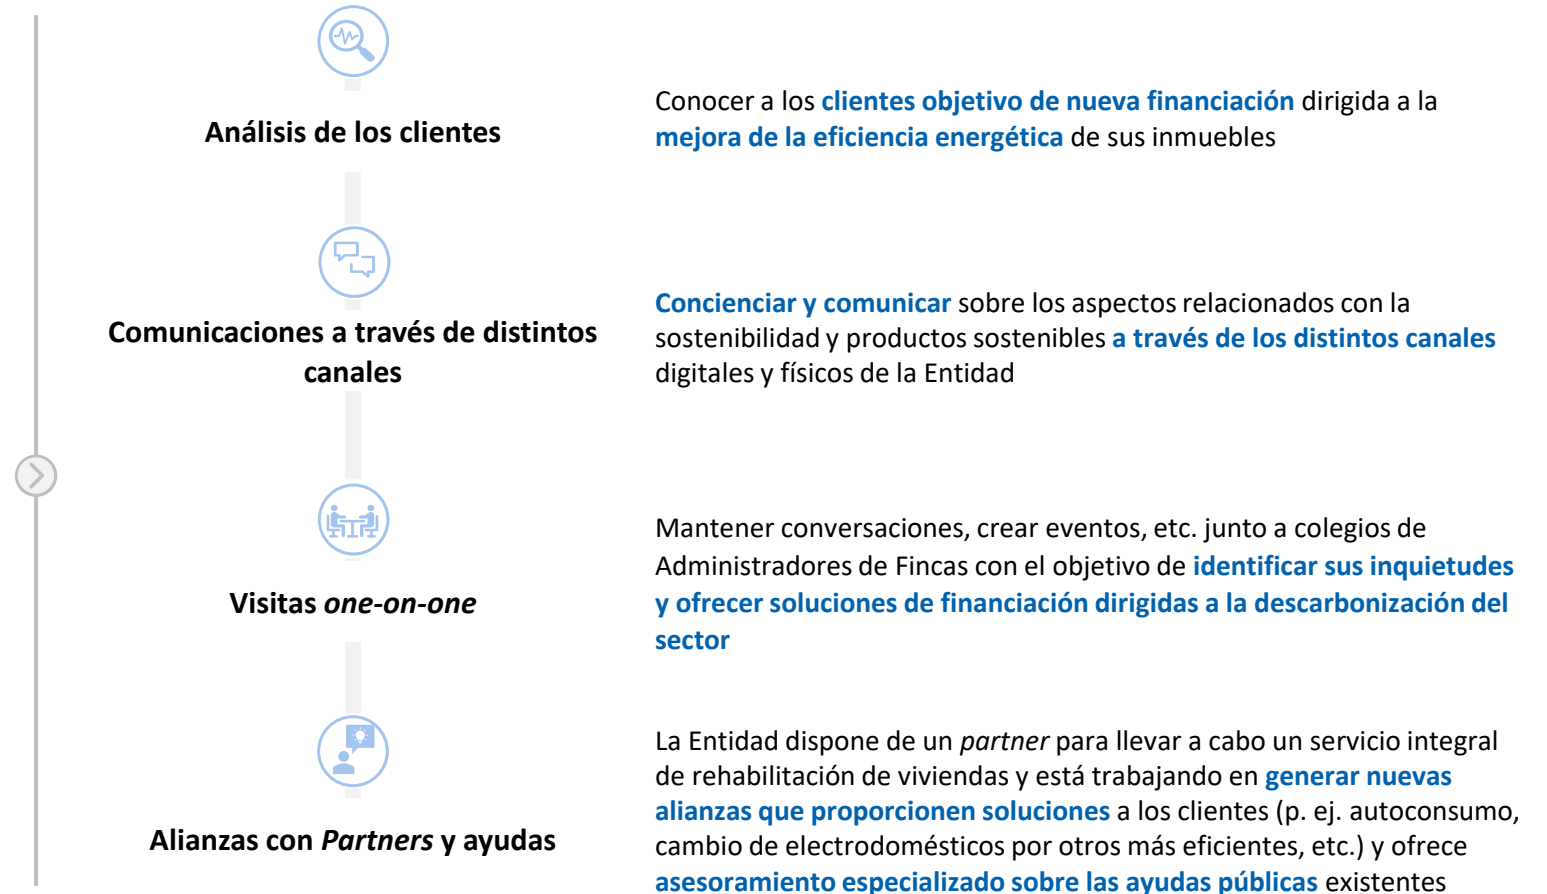 Análisis de los clientes
Conocer a los clientes objetivo de nueva financiación dirigida a la
mejora de la eficiencia energética de sus inmuebles
Comunicaciones a través de distintos
canales
Concienciar y comunicar sobre los aspectos relacionados con la
sostenibilidad y productos sostenibles a través de los distintos canales
digitales y físicos de la Entidad
Visitas one-on-one
Mantener conversaciones, crear eventos, etc. junto a colegios de
Administradores de Fincas con el objetivo de identificar sus inquietudes
y ofrecer soluciones de financiación dirigidas a la descarbonización del
sector
Alianzas con Partners y ayudas
La Entidad dispone de un partner para llevar a cabo un servicio integral
de rehabilitación de viviendas y está trabajando en generar nuevas
alianzas que proporcionen soluciones a los clientes (p. ej. autoconsumo,
cambio de electrodomésticos por otros más eficientes, etc.) y ofrece
asesoramiento especializado sobre las ayudas públicas existentes